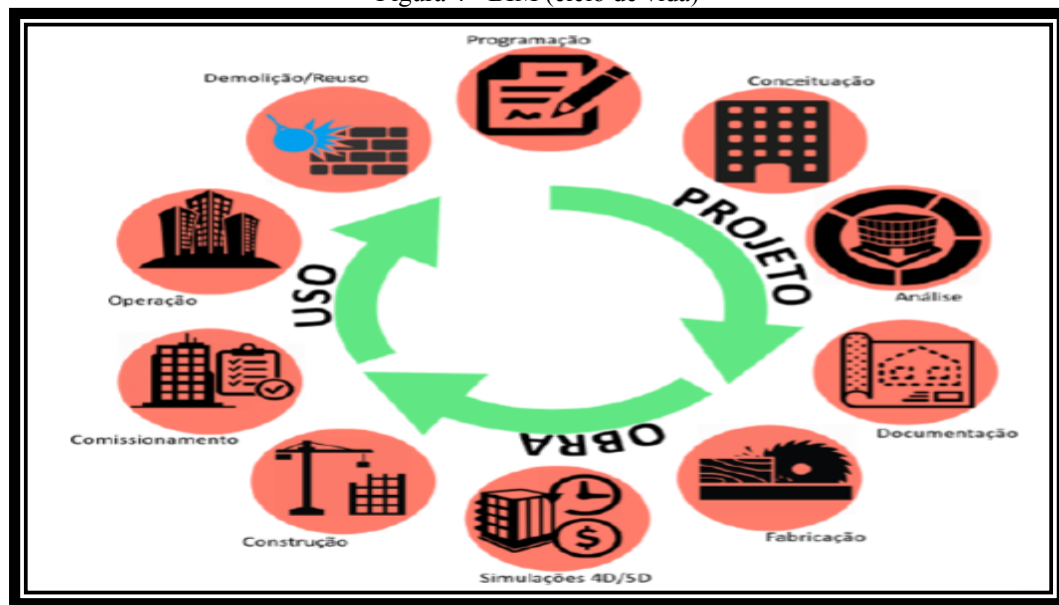 Programação
Conceituação
Análise
Documentação
Fabricação
Simulações 4D/5D
Construção
Comissionamento
Operação
Demolição/Reuso
PROJETO
OBRA
USO
$